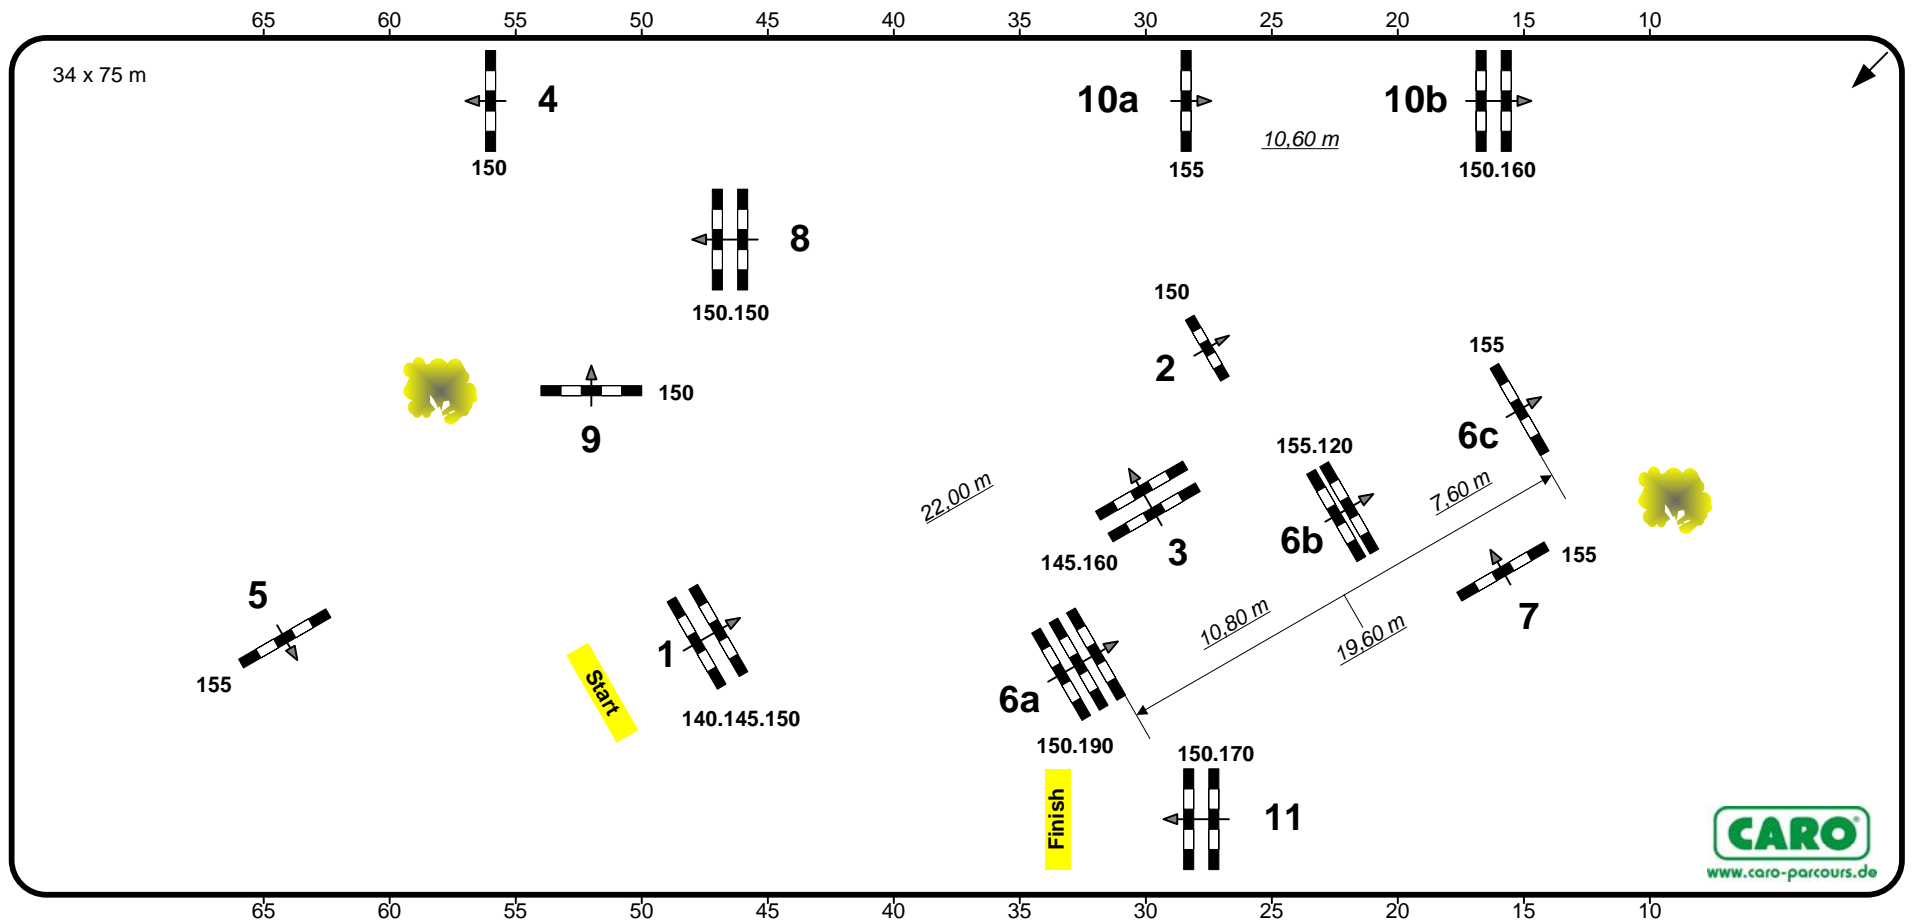 65 60 55 50 45 40 35 30 25 20 15 10
34 x 75 m
4
10a
10b
10,60 m
150
155
150.160
8
150.150
150
2
155
150
9
6c
155.120
7,60 m
22,00 m
6b
3
145.160
155
5
7
10,80 m
19,60 m
1
155
Start
6a
140.145.150
150.190
150.170
Finish
11
CARO®
www.caro-parcours.de
65 60 55 50 45 40 35 30 25 20 15 10